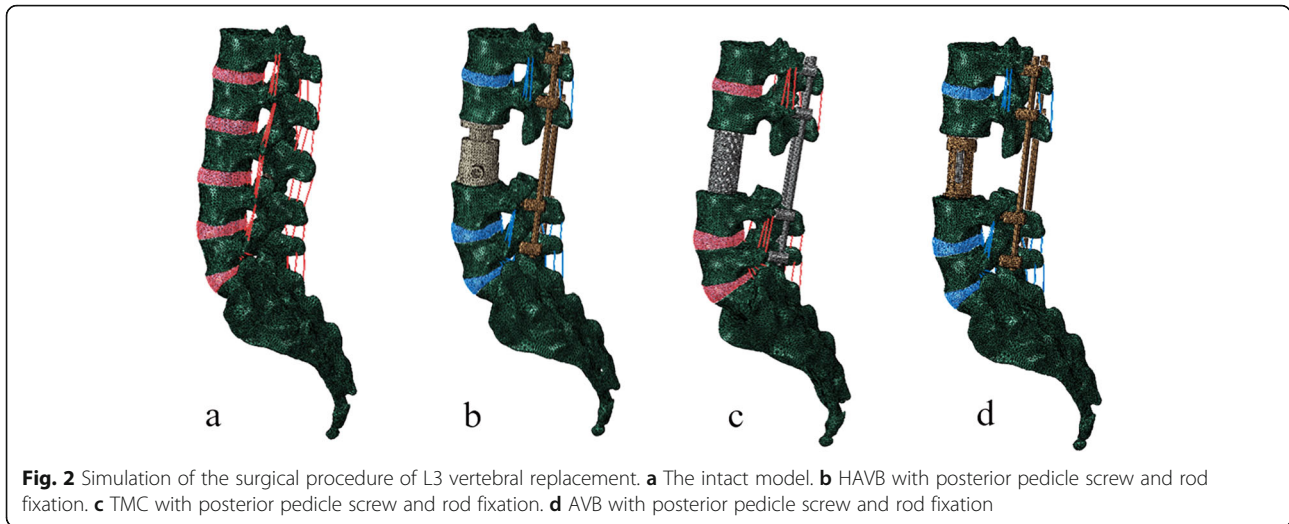 a
b
c
d
Fig. 2 Simulation of the surgical procedure of L3 vertebral replacement. a The intact model. b HAVB with posterior pedicle screw and rod
fixation. c TMC with posterior pedicle screw and rod fixation. d AVB with posterior pedicle screw and rod fixation